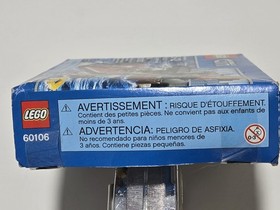 LEGO
60106
AVERTISSEMENT : RISQUE D'ÉTOUFFEMENT.
Contient des petites pièces. Ne convient pas aux enfants de
moins de 3 ans.
ADVERTENCIA: PELIGRO DE ASFIXIA.
No recomendado para niños menores de
3 años. Contiene piezas pequeñas.